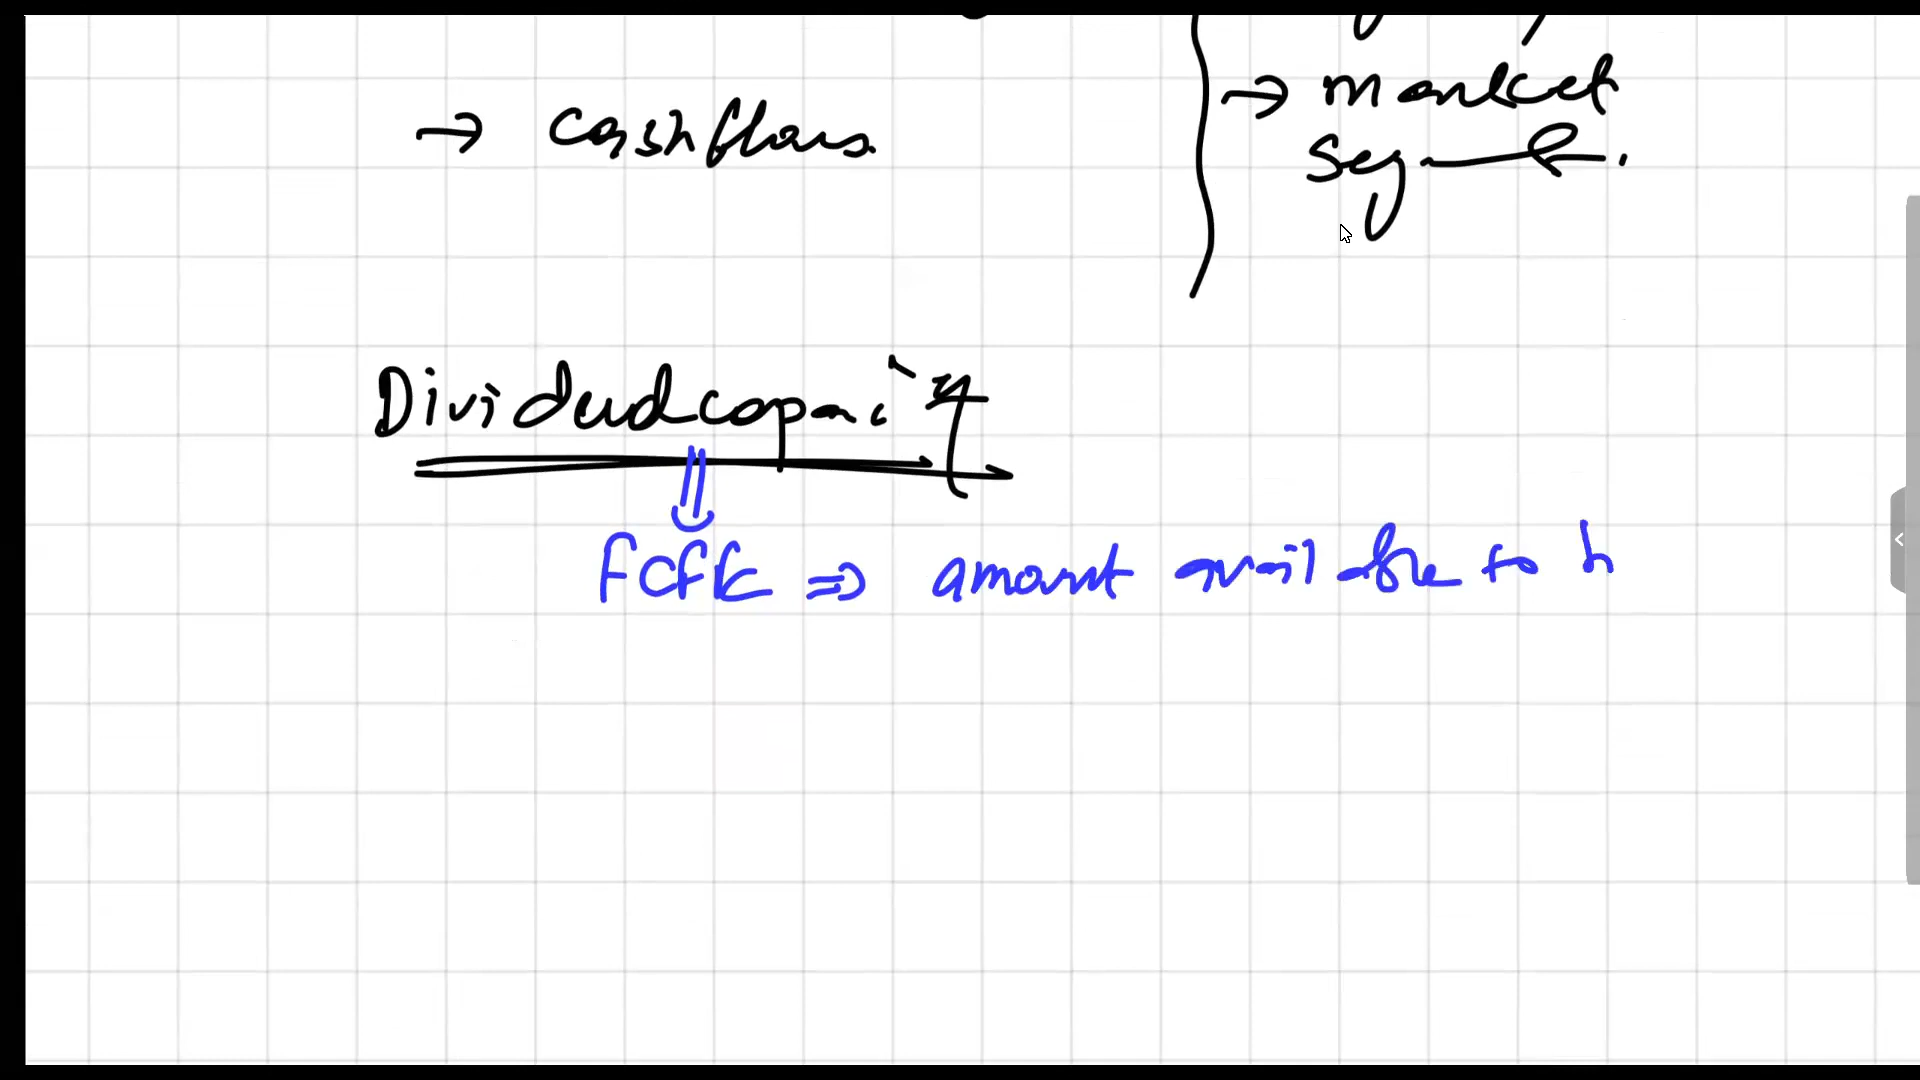 → cashflows.
→ market
seg
Dividend capacity
FCFE ⇒ amount available to b